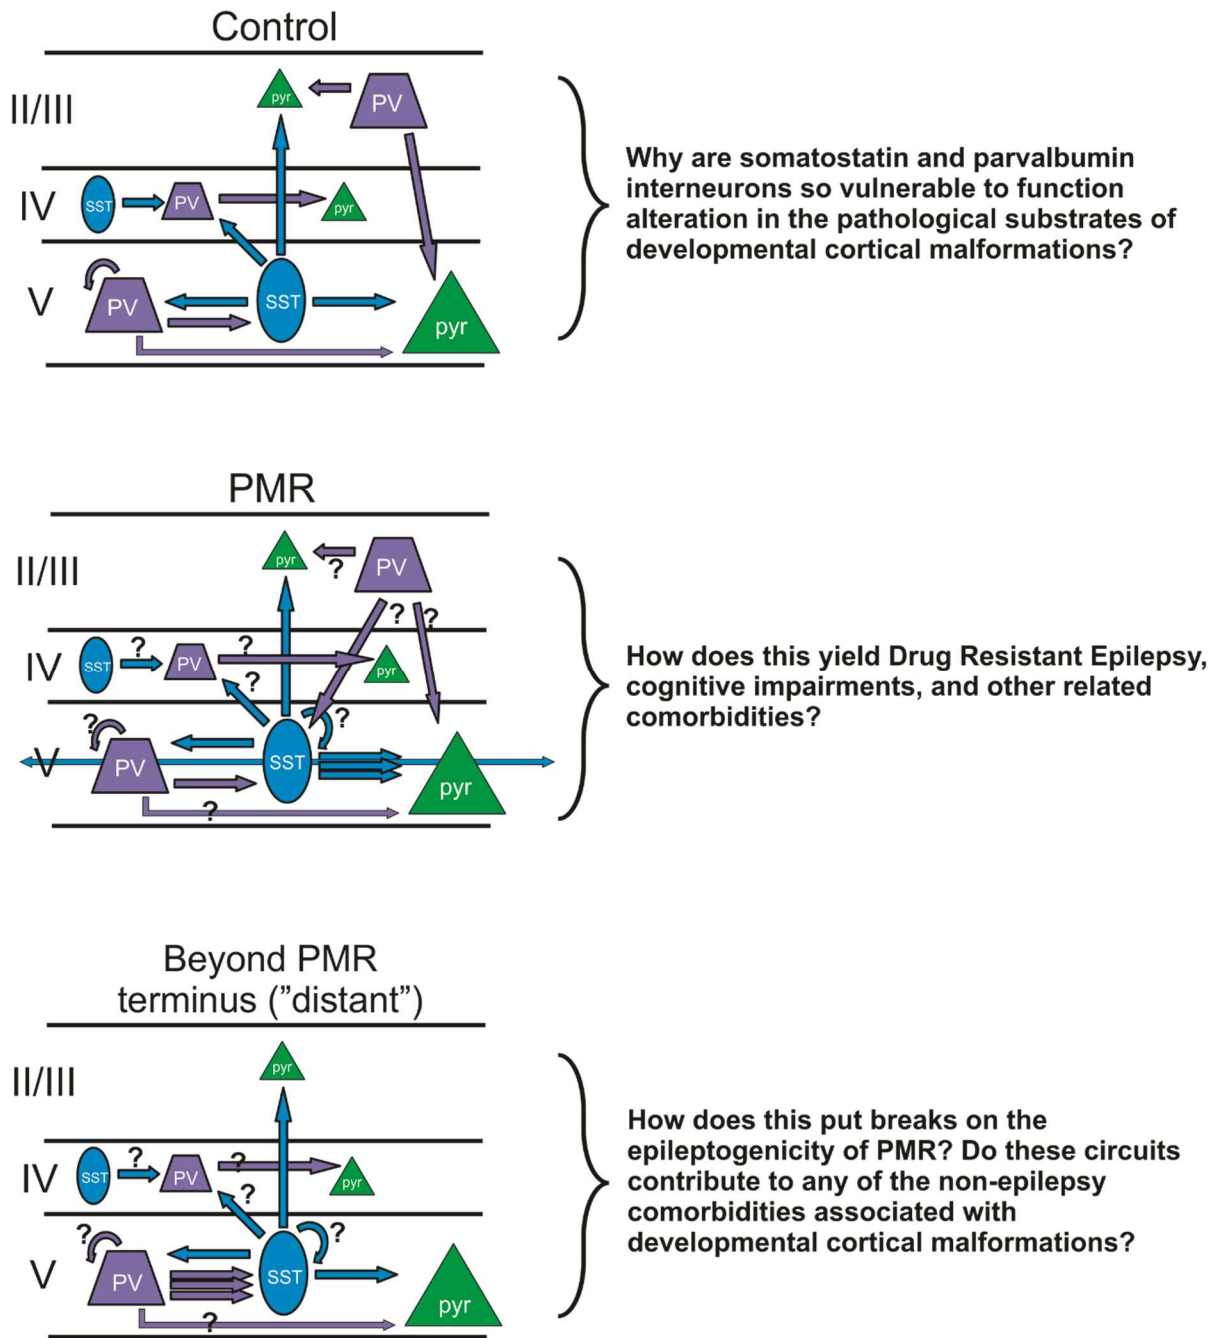 Control
II/III
pyr
PV
Why are somatostatin and parvalbumin
interneurons so vulnerable to function
alteration in the pathological substrates of
developmental cortical malformations?
IV
SST
PV
pyr
V
PV
SST
pyr
PMR
II/III
pyr
?
PV
? ?
IV
SST
?
PV
?
pyr
?
How does this yield Drug Resistant Epilepsy,
cognitive impairments, and other related
comorbidities?
V
?
PV
SST
?
pyr
?
Beyond PMR
terminus ("distant")
II/III
pyr
IV
SST
?
PV
?
pyr
?
How does this put breaks on the
epileptogenicity of PMR? Do these circuits
contribute to any of the non-epilepsy
comorbidities associated with
developmental cortical malformations?
V
?
PV
SST
?
pyr
?